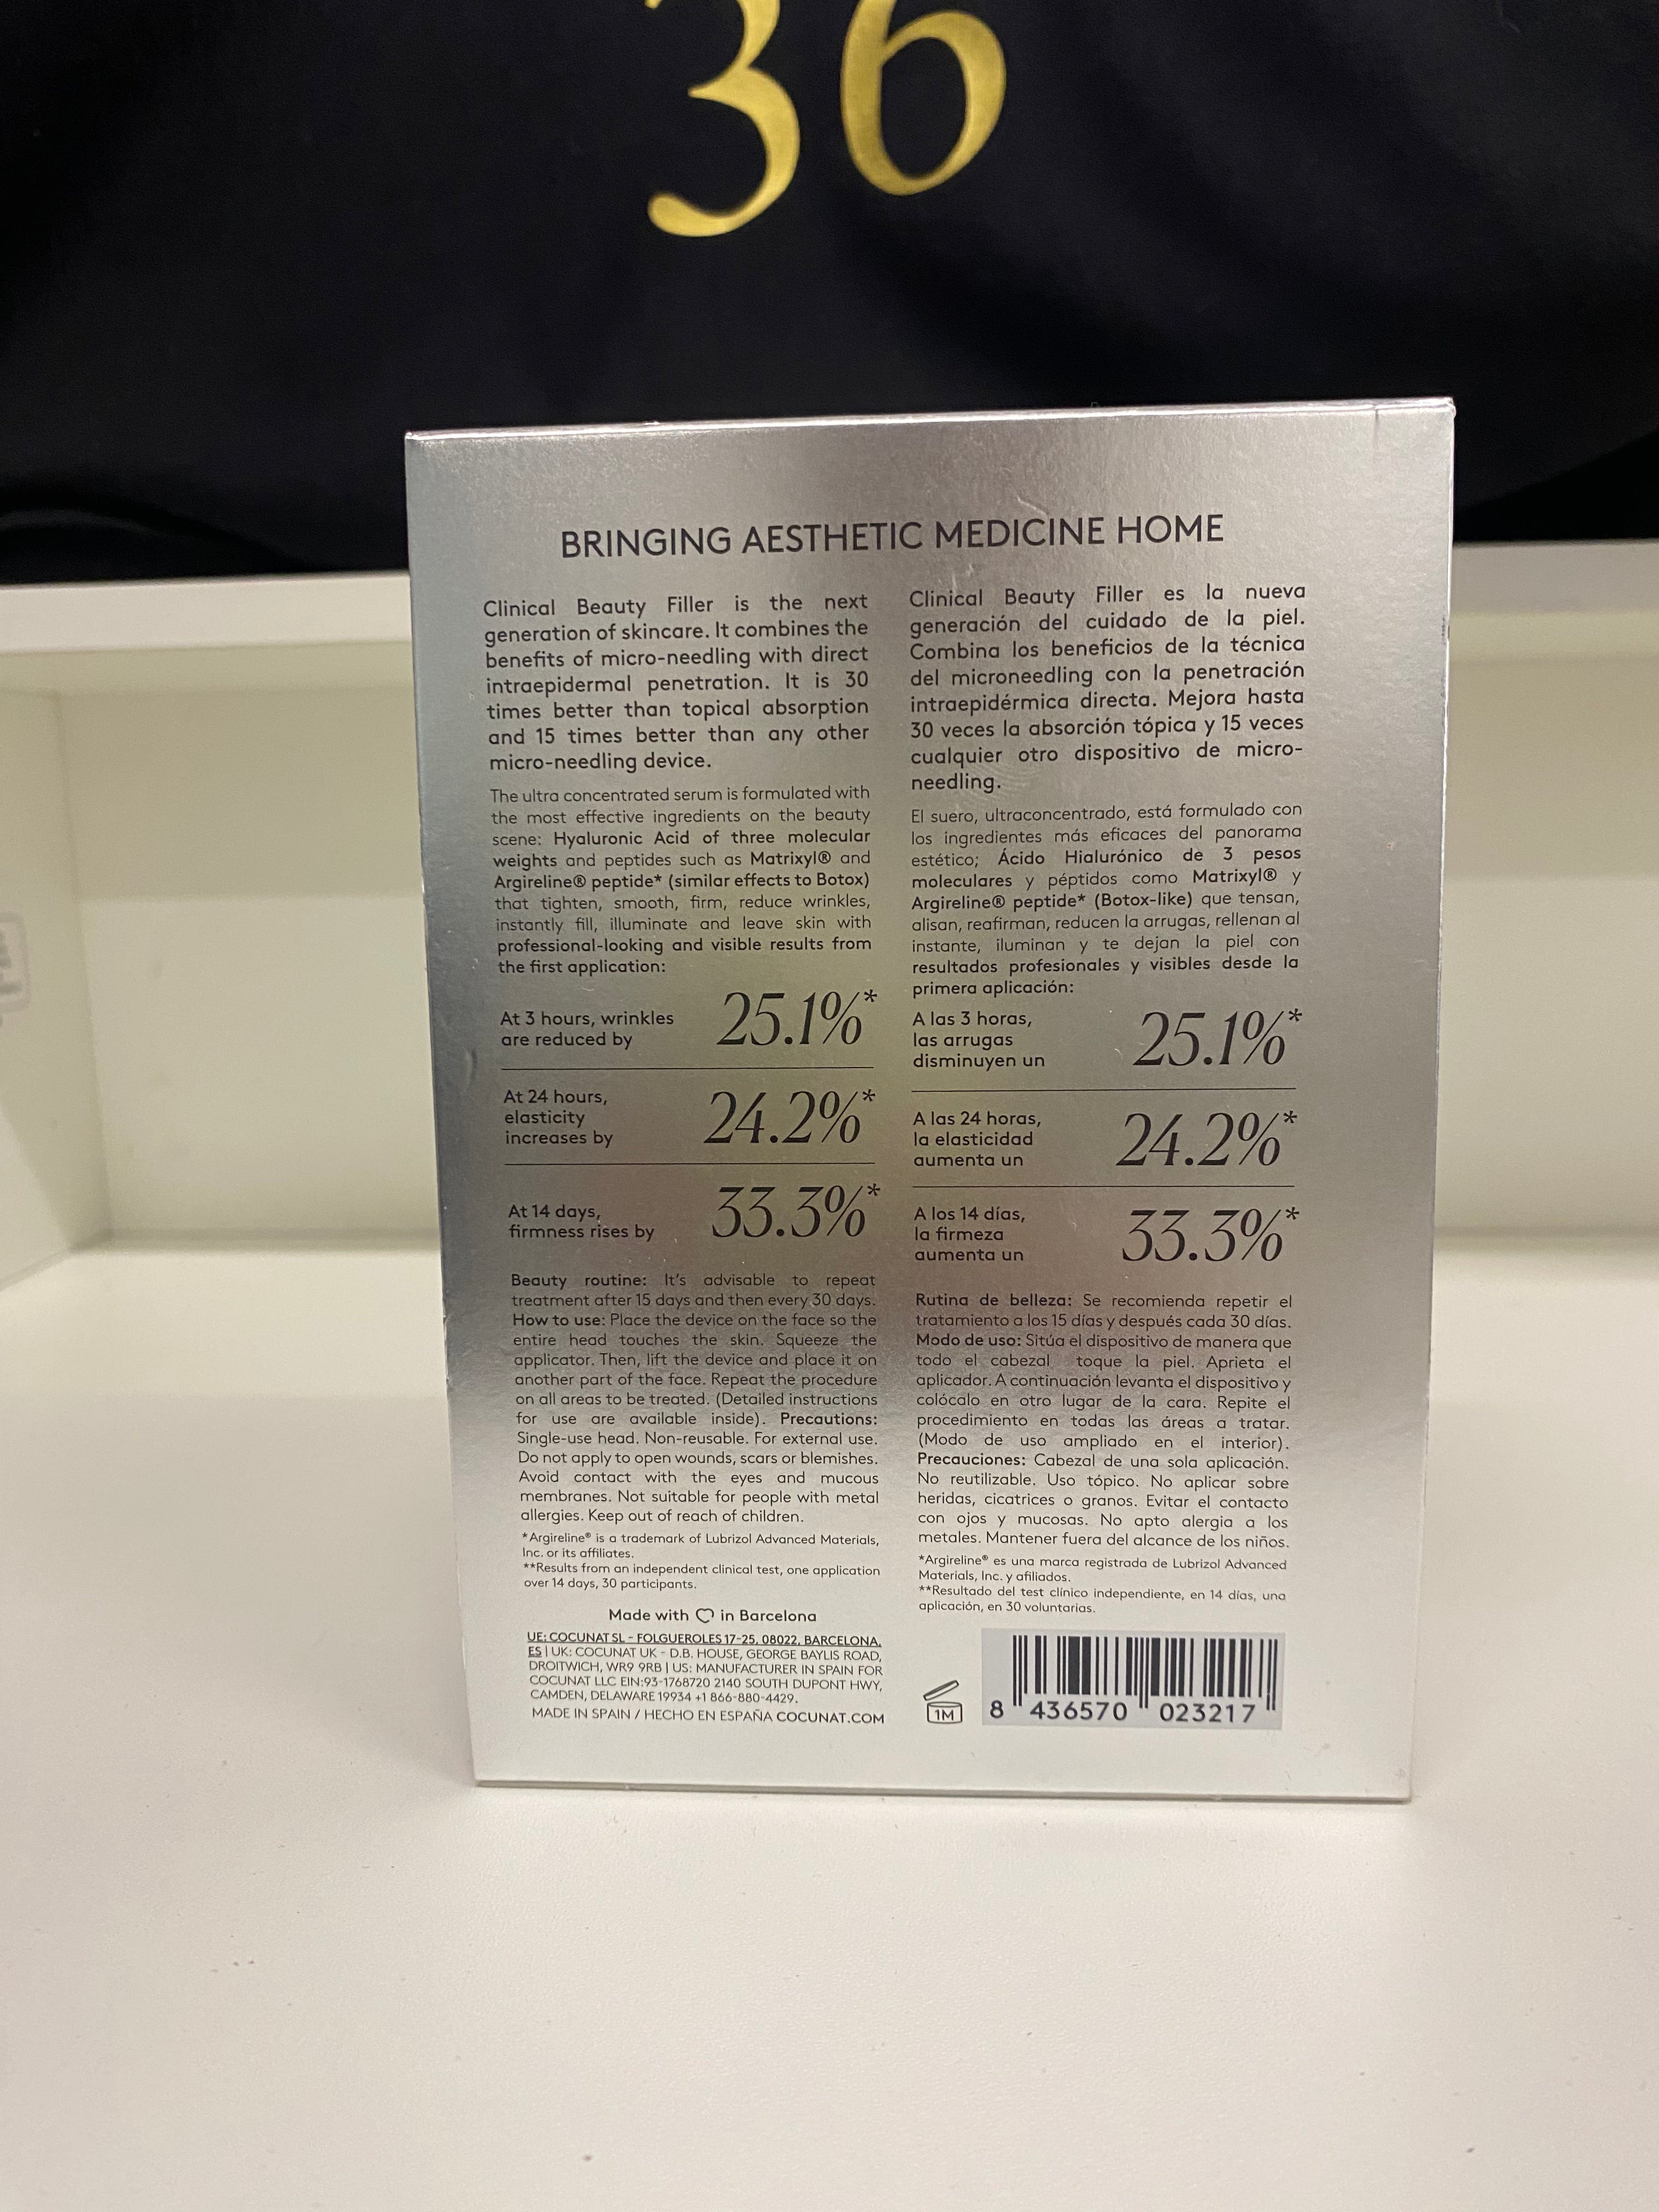 36
BRINGING AESTHETIC MEDICINE HOME
Clinical Beauty Filler is the next
generation of skincare. It combines the
benefits of micro-needling with direct
intraepidermal penetration. It is 30
times better than topical absorption
and 15 times better than any other
micro-needling device.
The ultra concentrated serum is formulated with
the most effective ingredients on the beauty
scene: Hyaluronic Acid of three molecular
weights and peptides such as Matrixyl® and
Argireline® peptide* (similar effects to Botox)
that tighten, smooth, firm, reduce wrinkles,
instantly fill, illuminate and leave skin with
professional-looking and visible results from
the first application:
At 3 hours, wrinkles
are reduced by
25.1%*
At 24 hours,
elasticity
increases by
24.2%*
At 14 days,
firmness rises by
33.3%*
Beauty routine: It's advisable to repeat
treatment after 15 days and then every 30 days.
How to use: Place the device on the face so the
entire head touches the skin. Squeeze the
applicator. Then, lift the device and place it on
another part of the face. Repeat the procedure
on all areas to be treated. (Detailed instructions
for use are available inside). Precautions:
Single-use head. Non-reusable. For external use.
Do not apply to open wounds, scars or blemishes.
Avoid contact with the eyes and mucous
membranes. Not suitable for people with metal
allergies. Keep out of reach of children.
*Argireline® is a trademark of Lubrizol Advanced Materials,
Inc. or its affiliates.
**Results from an independent clinical test, one application
over 14 days, 30 participants.
Made with ♡ in Barcelona
UE: COCUNAT SL - FOLGUEROLES 17-25, 08022, BARCELONA,
ES | UK: COCUNAT UK - D.B. HOUSE, GEORGE BAYLIS ROAD,
DROITWICH, WR9 9RB | US: MANUFACTURER IN SPAIN FOR
COCUNAT LLC EIN:93-1768720 2140 SOUTH DUPONT HWY,
CAMDEN, DELAWARE 19934 +1 866-880-4429.
MADE IN SPAIN / HECHO EN ESPAÑA COCUNAT.COM
Clinical Beauty Filler es la nueva
generación del cuidado de la piel.
Combina los beneficios de la técnica
del microneedling con la penetración
intraepidérmica directa. Mejora hasta
30 veces la absorción tópica y 15 veces
cualquier otro dispositivo de micro-
needling.
El suero, ultraconcentrado, está formulado con
los ingredientes más eficaces del panorama
estético; Ácido Hialurónico de 3 pesos
moleculares y péptidos como Matrixyl® y
Argireline® peptide* (Botox-like) que tensan,
alisan, reafirman, reducen la arrugas, rellenan al
instante, iluminan y te dejan la piel con
resultados profesionales y visibles desde la
primera aplicación:
A las 3 horas,
las arrugas
disminuyen un
25.1%*
A las 24 horas,
la elasticidad
aumenta un
24.2%*
A los 14 días,
la firmeza
aumenta un
33.3%*
Rutina de belleza: Se recomienda repetir el
tratamiento a los 15 días y después cada 30 días.
Modo de uso: Sitúa el dispositivo de manera que
todo el cabezal toque la piel. Aprieta el
aplicador. A continuación levanta el dispositivo y
colócalo en otro lugar de la cara. Repite el
procedimiento en todas las áreas a tratar.
(Modo de uso ampliado en el interior).
Precauciones: Cabezal de una sola aplicación.
No reutilizable. Uso tópico. No aplicar sobre
heridas, cicatrices o granos. Evitar el contacto
con ojos y mucosas. No apto alergia a los
metales. Mantener fuera del alcance de los niños.
*Argireline® es una marca registrada de Lubrizol Advanced
Materials, Inc. y afiliados.
**Resultado del test clínico independiente, en 14 días, una
aplicación, en 30 voluntarias.
1M
8 436570 023217